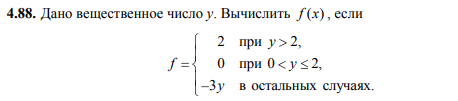 4.88. Дано вещественное число y. Вычислить f(x), если
2 при y > 2,
f = { 0 при 0 < y ≤ 2,
−3y в остальных случаях.